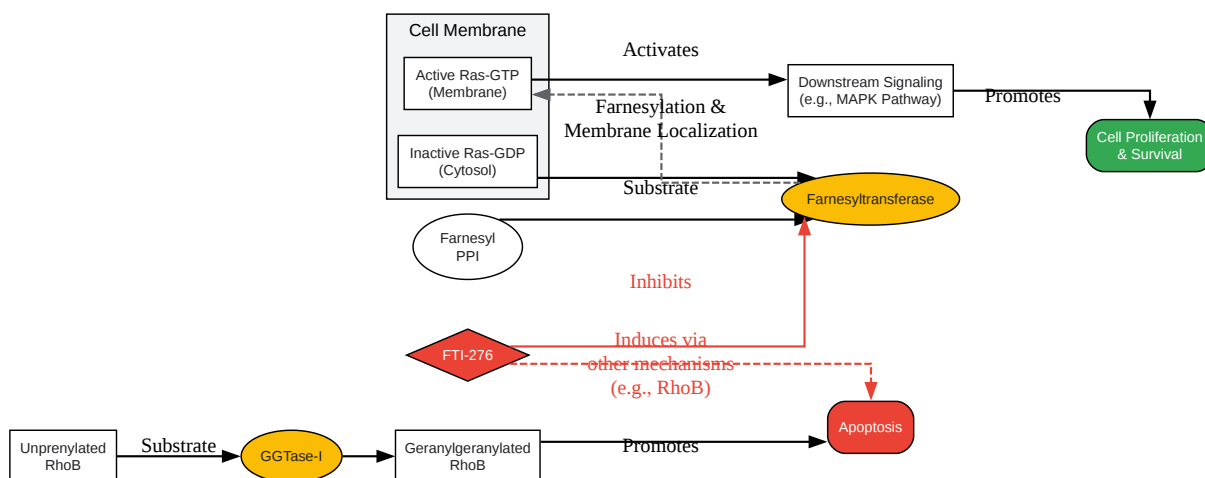 Cell Membrane
Active Ras-GTP
(Membrane)
Activates
Downstream Signaling
(e.g., MAPK Pathway)
Promotes
Farnesylation &
Membrane Localization
Cell Proliferation
& Survival
Inactive Ras-GDP
(Cytosol)
Substrate
Farnesyltransferase
Farnesyl
PPI
Inhibits
FTI-276
Induces via
other mechanisms
(e.g., RhoB)
Apoptosis
Unprenylated
RhoB
Substrate
GGTase-I
Geranylgeranylated
RhoB
Promotes